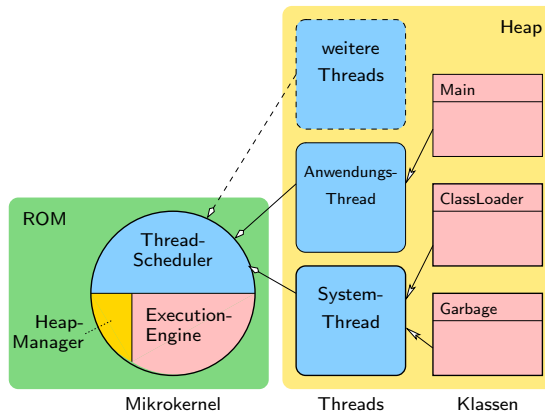 Heap
weitere
Threads
Main
Anwendungs-
Thread
ClassLoader
ROM
Thread-
Scheduler
System-
Thread
Garbage
Heap-
Manager
Execution-
Engine
Mikrokernel
Threads
Klassen